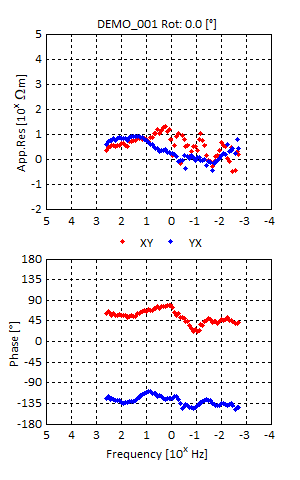 DEMO_001 Rot: 0.0 [°]
App.Res [10^x Ω m]
5
4
3
2
1
0
-1
-2
5 4 3 2 1 0 -1 -2 -3 -4
XY YX
Phase [°]
180
135
90
45
0
-45
-90
-135
-180
5 4 3 2 1 0 -1 -2 -3 -4
Frequency [10^x Hz]